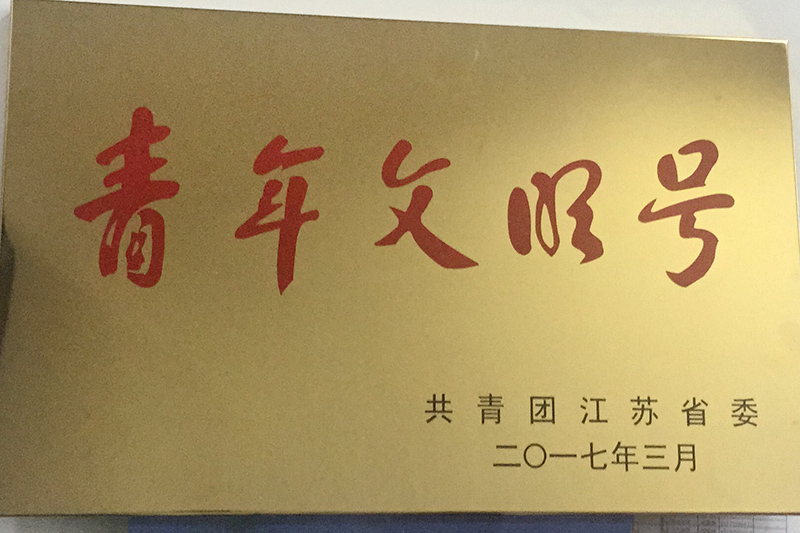 青年文明号
共青团江苏省委
二〇一七年三月